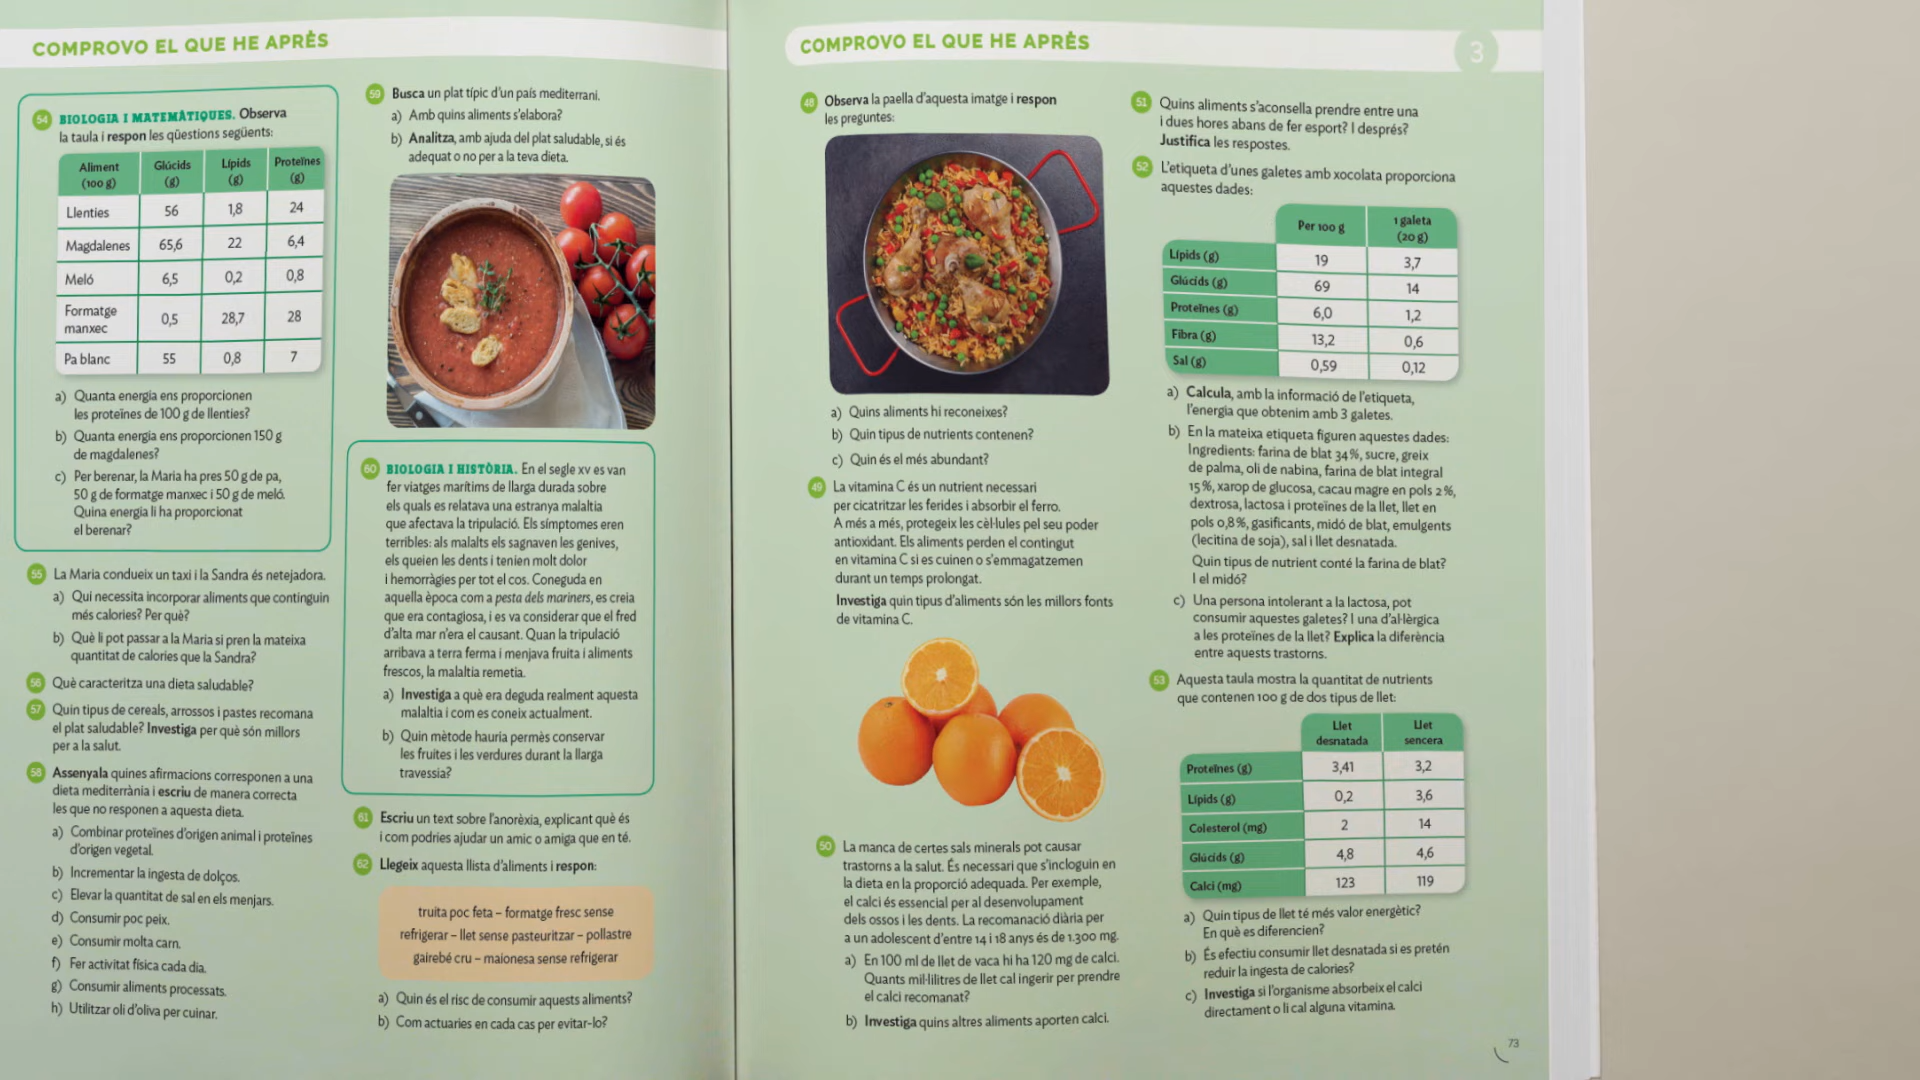 COMPROVO EL QUE HE APRÈS
54 BIOLOGIA I MATEMÀTIQUES. Observa
la taula i respon les qüestions següents:
Aliment (100 g) Glúcids (g) Lípids (g) Proteïnes (g)
Llenties 56 1,8 24
Magdalenes 65,6 22 6,4
Meló 6,5 0,2 0,8
Formatge manxec 0,5 28,7 28
Pa blanc 55 0,8 7
a) Quanta energia ens proporcionen
les proteïnes de 100 g de llenties?
b) Quanta energia ens proporcionen 150 g
de magdalenes?
c) Per berenar, la Maria ha pres 50 g de pa,
50 g de formatge manxec i 50 g de meló.
Quina energia li ha proporcionat
el berenar?
55 La Maria condueix un taxi i la Sandra és netejadora.
a) Qui necessita incorporar aliments que continguin
més calories? Per què?
b) Què li pot passar a la Maria si pren la mateixa
quantitat de calories que la Sandra?
56 Què caracteritza una dieta saludable?
57 Quin tipus de cereals, arrossos i pastes recomana
el plat saludable? Investiga per què són millors
per a la salut.
58 Assenyala quines afirmacions corresponen a una
dieta mediterrània i escriu de manera correcta
les que no responen a aquesta dieta.
a) Combinar proteïnes d'origen animal i proteïnes
d'origen vegetal.
b) Incrementar la ingesta de dolços.
c) Elevar la quantitat de sal en els menjars.
d) Consumir poc peix.
e) Consumir molta carn.
f) Fer activitat física cada dia.
g) Consumir aliments processats.
h) Utilitzar oli d'oliva per cuinar.
59 Busca un plat típic d'un país mediterrani.
a) Amb quins aliments s'elabora?
b) Analitza, amb ajuda del plat saludable, si és
adequat o no per a la teva dieta.
60 BIOLOGIA I HISTÒRIA. En el segle XV es van
fer viatges marítims de llarga durada sobre
els quals es relatava una estranya malaltia
que afectava la tripulació. Els símptomes eren
terribles: als malalts els sagnaven les genives,
els queien les dents i tenien molt dolor
i hemorràgies per tot el cos. Coneguda en
aquella època com a pesta dels mariners, es creia
que era contagiosa, i es va considerar que el fred
d'alta mar n'era el causant. Quan la tripulació
arribava a terra ferma i menjava fruita i aliments
frescos, la malaltia remetia.
a) Investiga a què era deguda realment aquesta
malaltia i com es coneix actualment.
b) Quin mètode hauria permès conservar
les fruites i les verdures durant la llarga
travessia?
61 Escriu un text sobre l'anorèxia, explicant què és
i com podries ajudar un amic o amiga que en té.
62 Llegeix aquesta llista d'aliments i respon:
truita poc feta – formatge fresc sense
refrigerar – llet sense pasteuritzar – pollastre
gairebé cru – maionesa sense refrigerar
a) Quin és el risc de consumir aquests aliments?
b) Com actuaries en cada cas per evitar-lo?
COMPROVO EL QUE HE APRÈS
3
48 Observa la paella d'aquesta imatge i respon
les preguntes:
a) Quins aliments hi reconeixes?
b) Quin tipus de nutrients contenen?
c) Quin és el més abundant?
49 La vitamina C és un nutrient necessari
per cicatritzar les ferides i absorbir el ferro.
A més a més, protegeix les cèl·lules pel seu poder
antioxidant. Els aliments perden el contingut
en vitamina C si es cuinen o s'emmagatzemen
durant un temps prolongat.
Investiga quin tipus d'aliments són les millors fonts
de vitamina C.
50 La manca de certes sals minerals pot causar
trastorns a la salut. És necessari que s'incloguin en
la dieta en la proporció adequada. Per exemple,
el calci és essencial per al desenvolupament
dels ossos i les dents. La recomanació diària per
a un adolescent d'entre 14 i 18 anys és de 1.300 mg.
a) En 100 ml de llet de vaca hi ha 120 mg de calci.
Quants mil·lilitres de llet cal ingerir per prendre
el calci recomanat?
b) Investiga quins altres aliments aporten calci.
51 Quins aliments s'aconsella prendre entre una
i dues hores abans de fer esport? I després?
Justifica les respostes.
52 L'etiqueta d'unes galetes amb xocolata proporciona
aquestes dades:
Per 100 g 1 galeta (20 g)
Lípids (g) 19 3,7
Glúcids (g) 69 14
Proteïnes (g) 6,0 1,2
Fibra (g) 13,2 0,6
Sal (g) 0,59 0,12
a) Calcula, amb la informació de l'etiqueta,
l'energia que obtenim amb 3 galetes.
b) En la mateixa etiqueta figuren aquestes dades:
Ingredients: farina de blat 34 %, sucre, greix
de palma, oli de nabina, farina de blat integral
15 %, xarop de glucosa, cacau magre en pols 2 %,
dextrosa, lactosa i proteïnes de la llet, llet en
pols 0,8 %, gasificants, midó de blat, emulgents
(lecitina de soja), sal i llet desnatada.
Quin tipus de nutrient conté la farina de blat?
I el midó?
c) Una persona intolerant a la lactosa, pot
consumir aquestes galetes? I una d'al·lèrgica
a les proteïnes de la llet? Explica la diferència
entre aquests trastorns.
53 Aquesta taula mostra la quantitat de nutrients
que contenen 100 g de dos tipus de llet:
Llet desnatada Llet sencera
Proteïnes (g) 3,41 3,2
Lípids (g) 0,2 3,6
Colesterol (mg) 2 14
Glúcids (g) 4,8 4,6
Calci (mg) 123 119
a) Quin tipus de llet té més valor energètic?
En què es diferencien?
b) És efectiu consumir llet desnatada si es pretén
reduir la ingesta de calories?
c) Investiga si l'organisme absorbeix el calci
directament o li cal alguna vitamina.
73